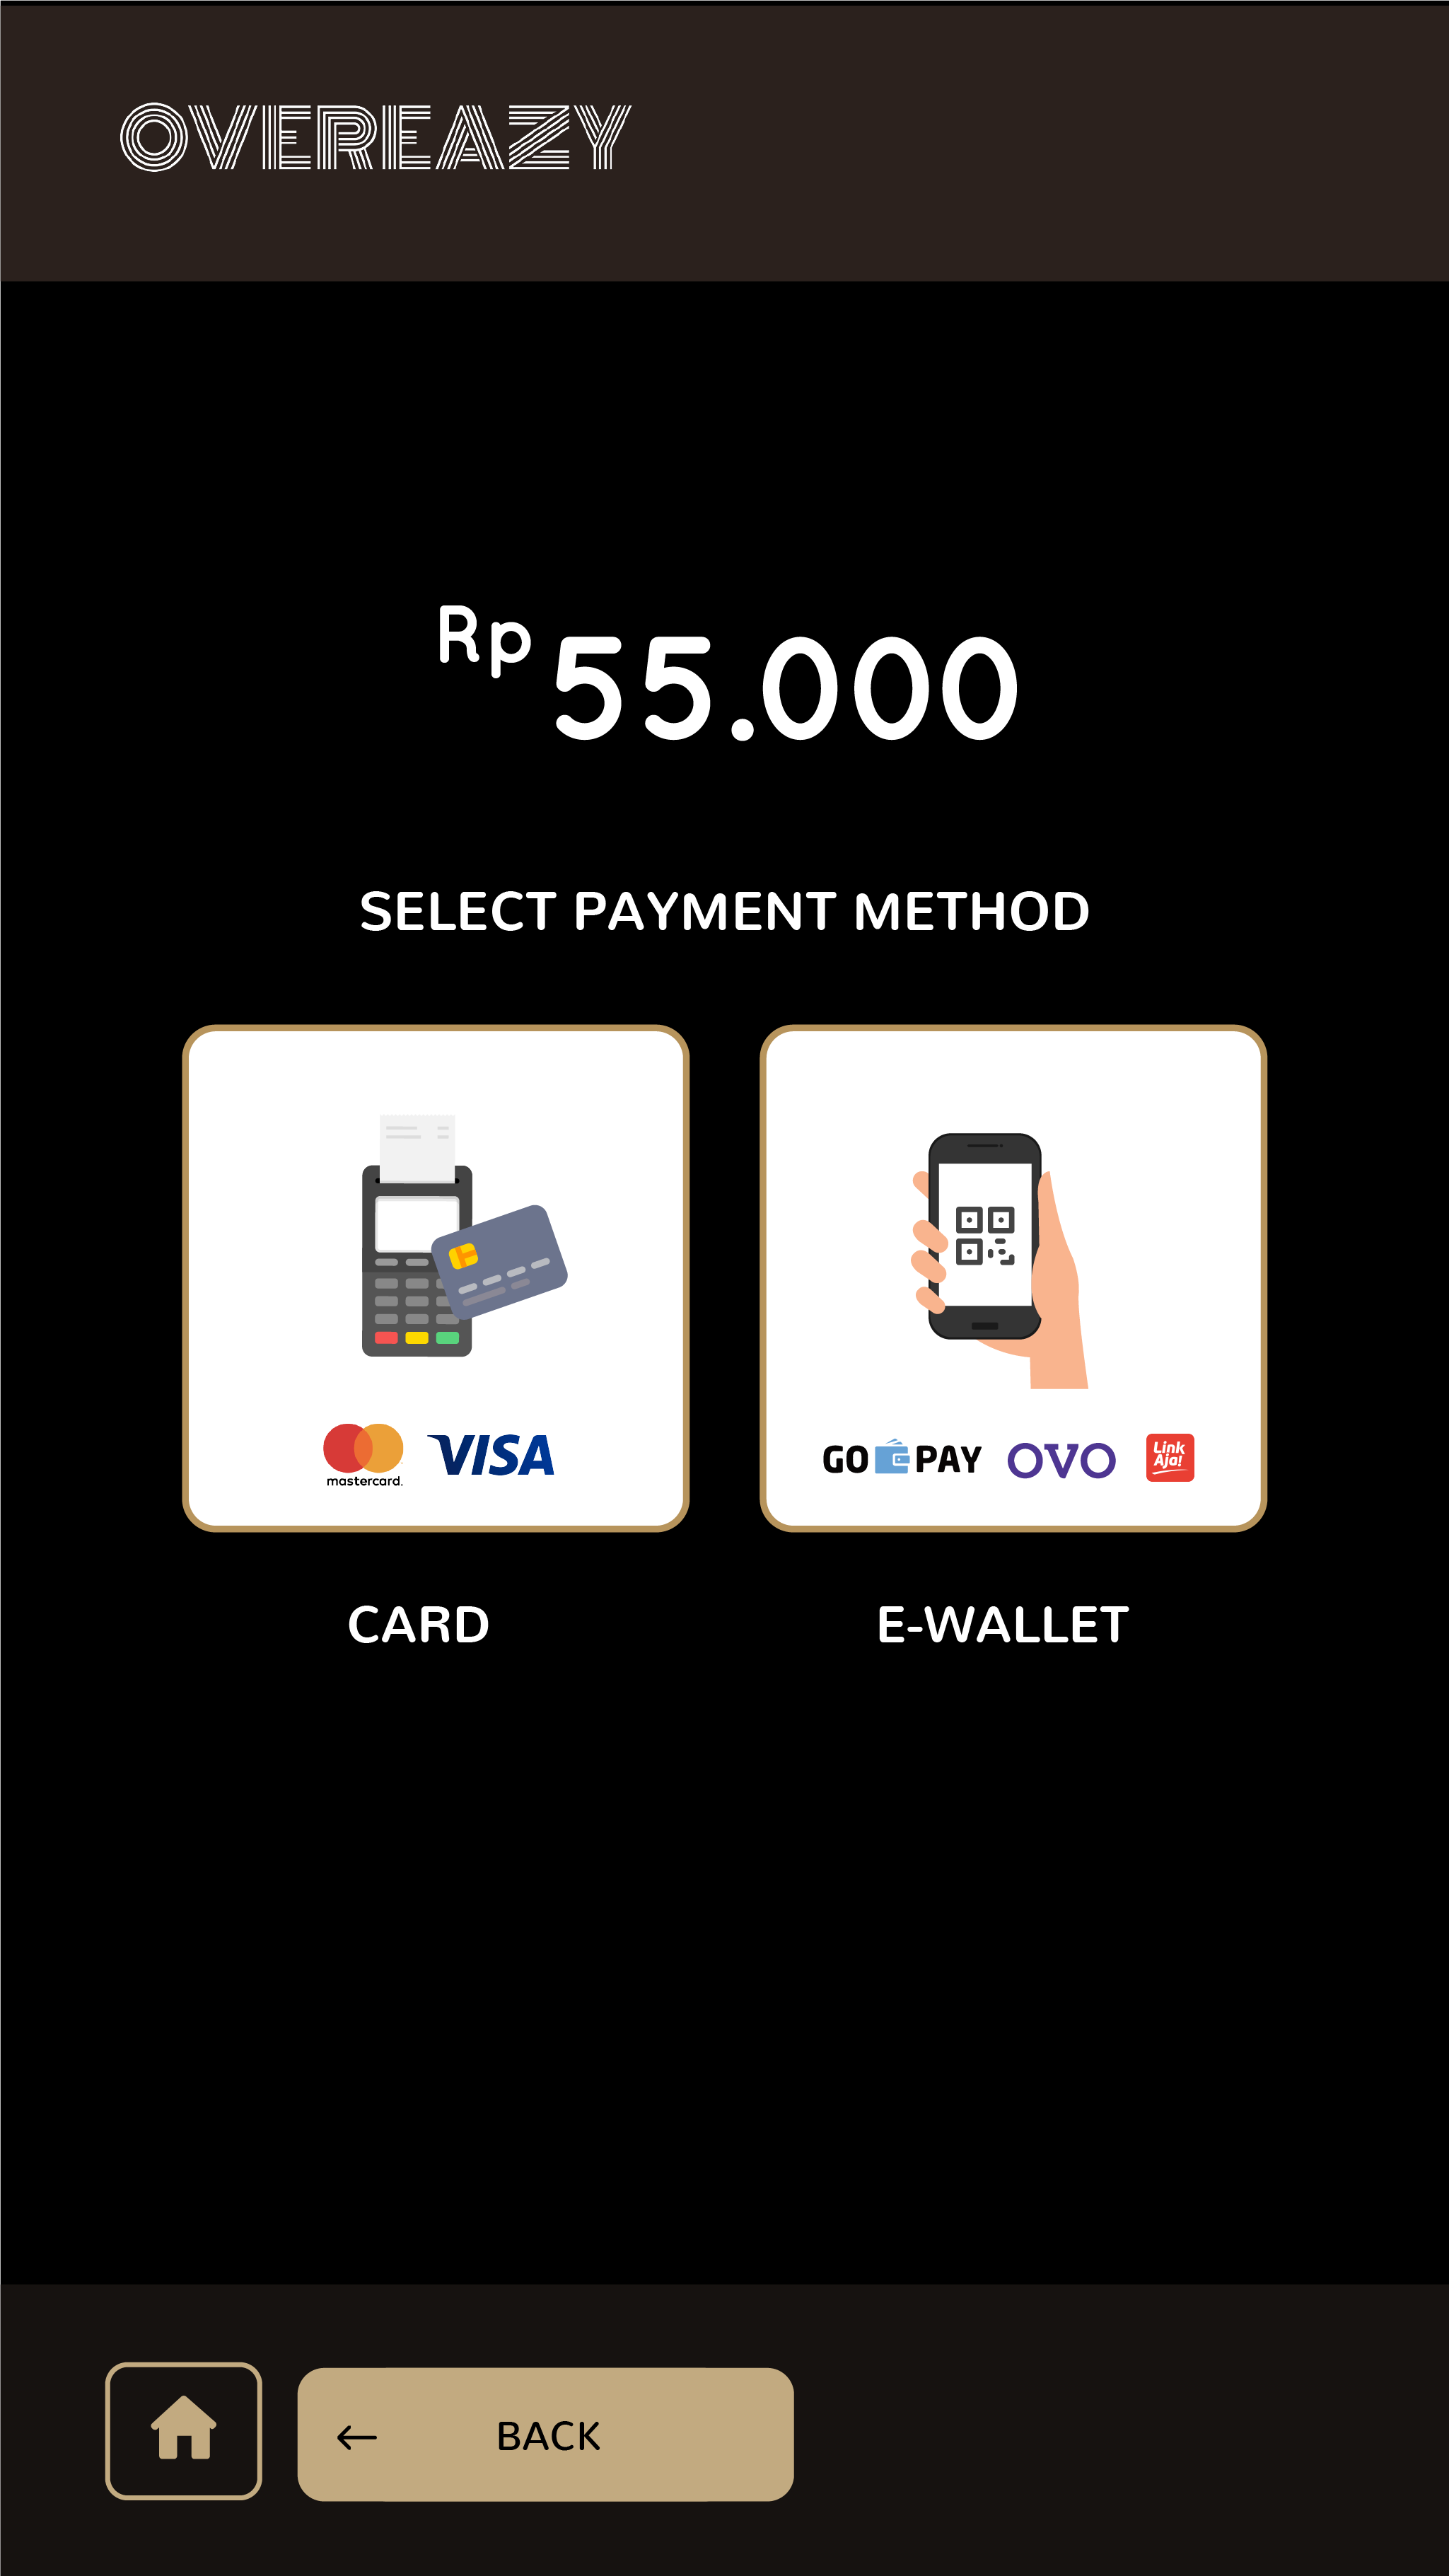 OVEREAZY
Rp 55.000
SELECT PAYMENT METHOD
mastercard. VISA
GO PAY OVO Link Aja!
CARD E-WALLET
← BACK